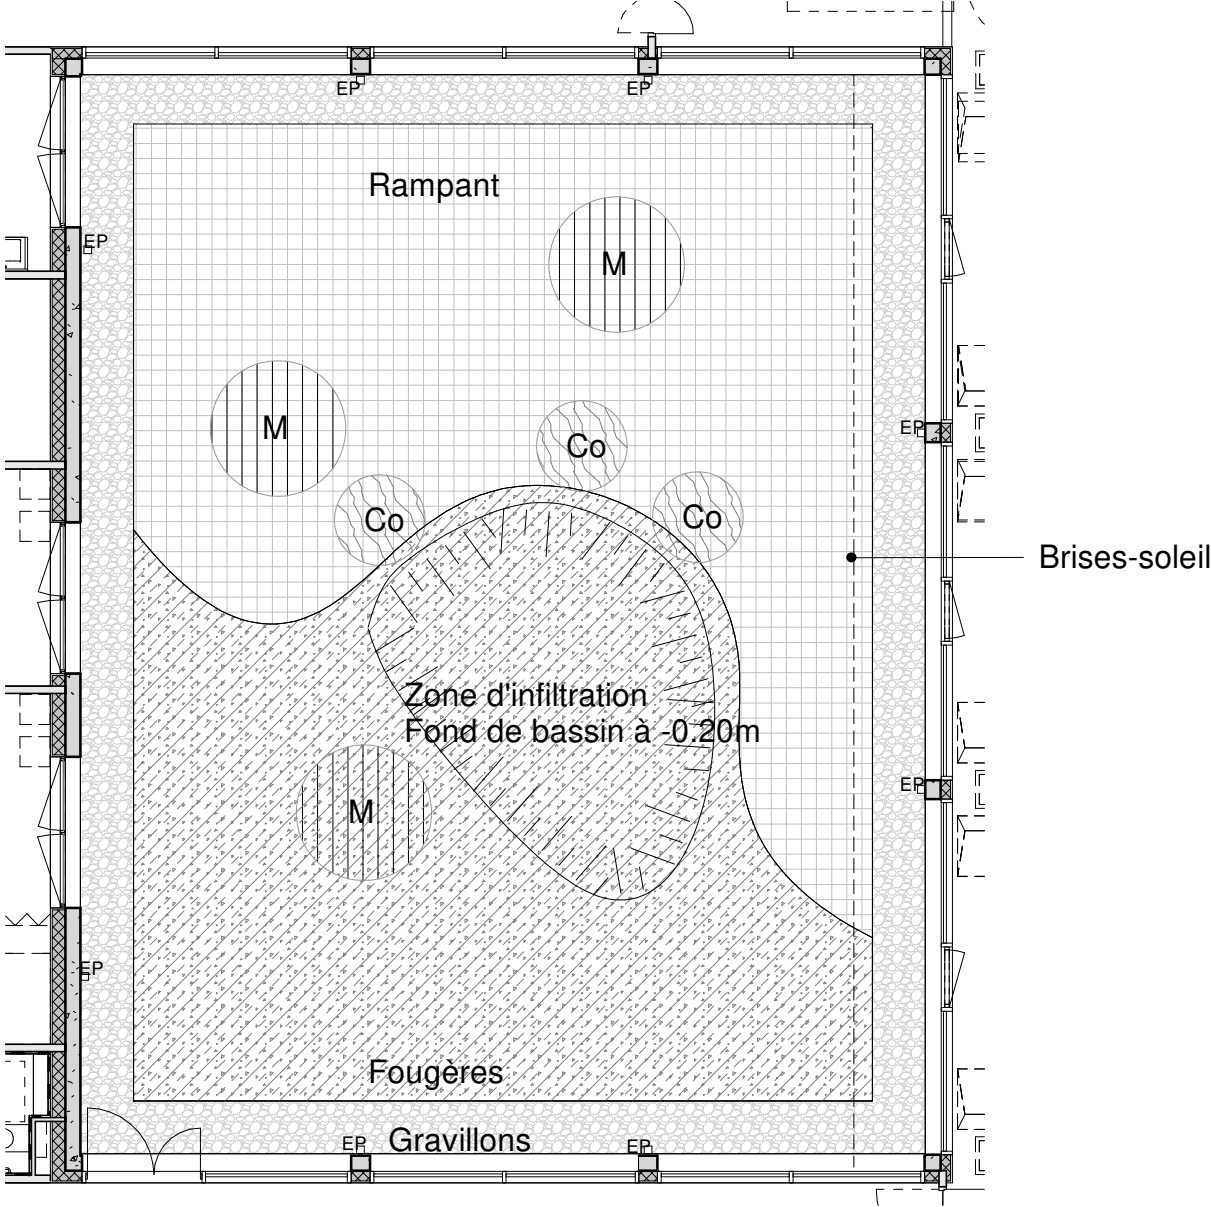 EP
EP
Rampant
EP
M
M
EP
Co
Co
Co
Brises-soleil
Zone d'infiltration
Fond de bassin à -0.20m
EP
M
EP
Fougères
EP
Gravillons
EP